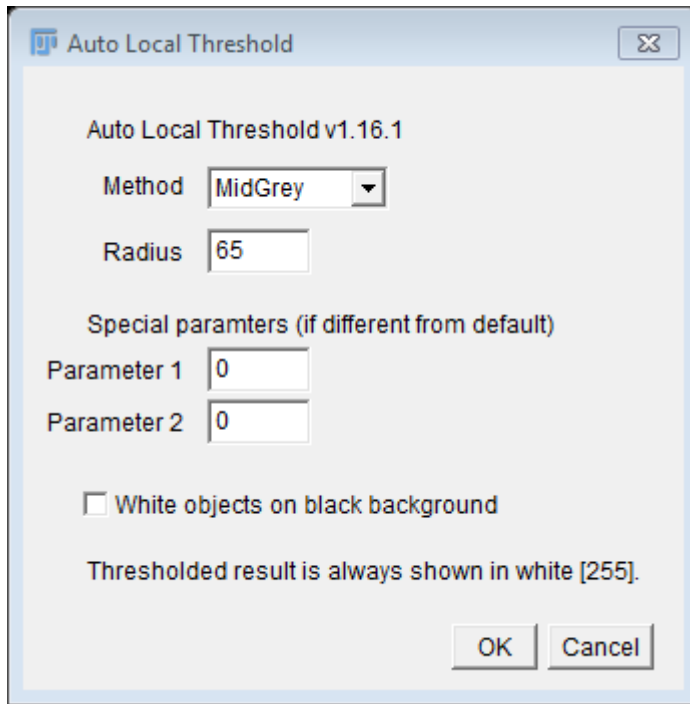 Auto Local Threshold
Auto Local Threshold v1.16.1
Method MidGrey
Radius 65
Special paramters (if different from default)
Parameter 1 0
Parameter 2 0
White objects on black background
Thresholded result is always shown in white [255].
OK Cancel